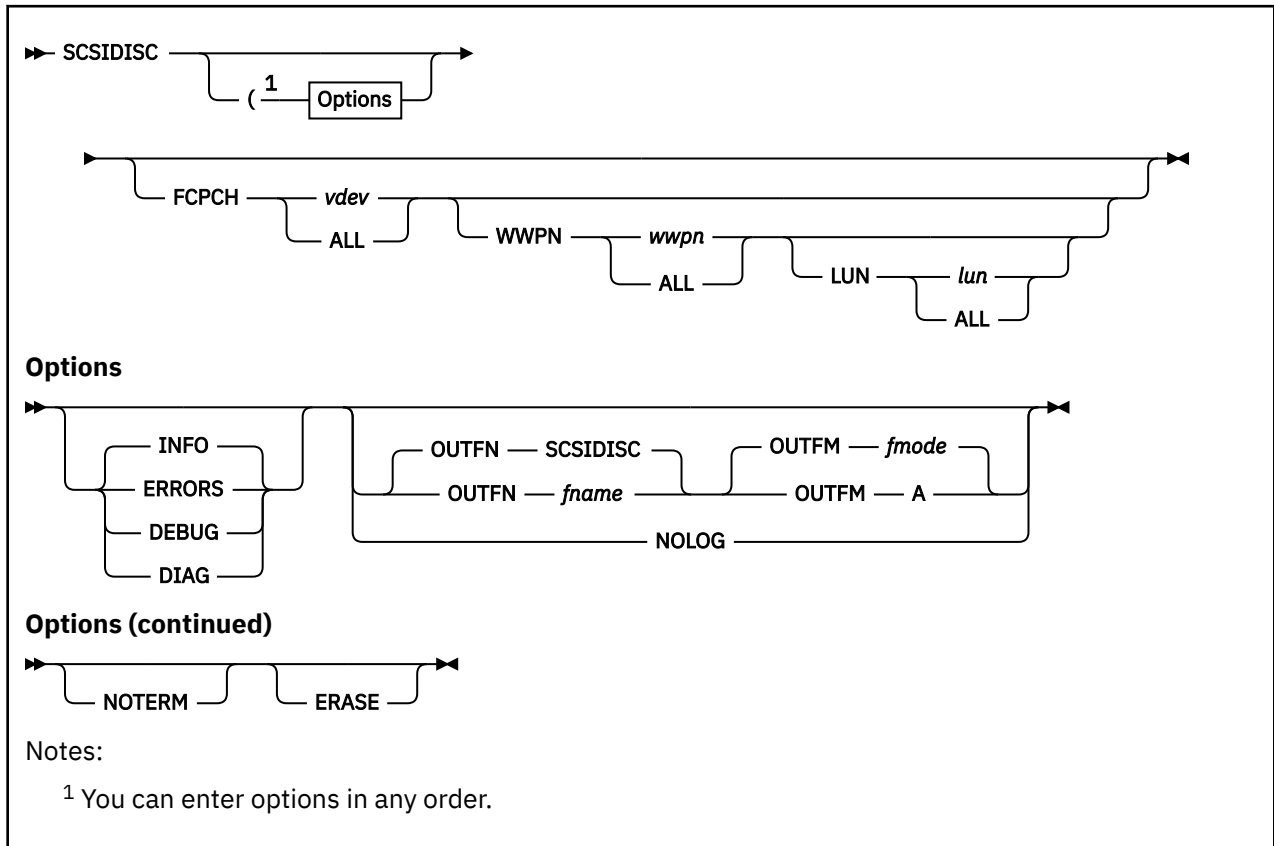 SCSIDISC
( 1 Options
FCPCH vdev
ALL
WWPN wwpn
ALL
LUN lun
ALL
Options
INFO
ERRORS
DEBUG
DIAG
OUTFN SCSIDISC
OUTFN fname
OUTFM fmode
OUTFM A
NOLOG
Options (continued)
NOTERM
ERASE
Notes:
1 You can enter options in any order.